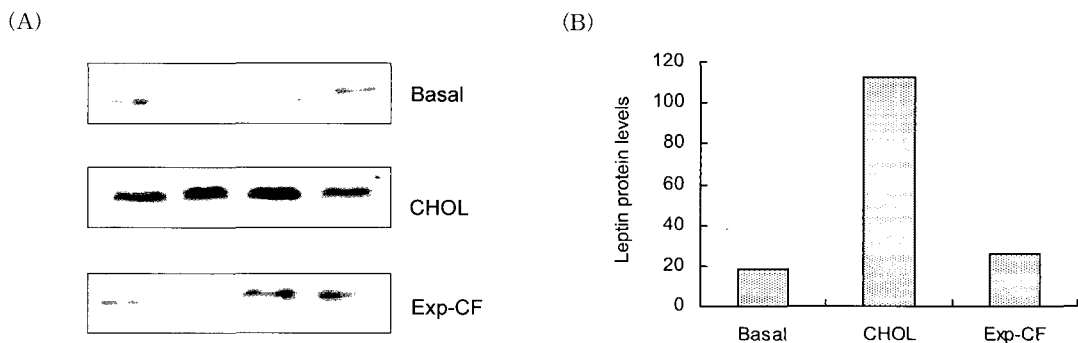 (A)
Basal
CHOL
Exp-CF
(B)
Leptin protein levels
120
100
80
60
40
20
0
Basal CHOL Exp-CF